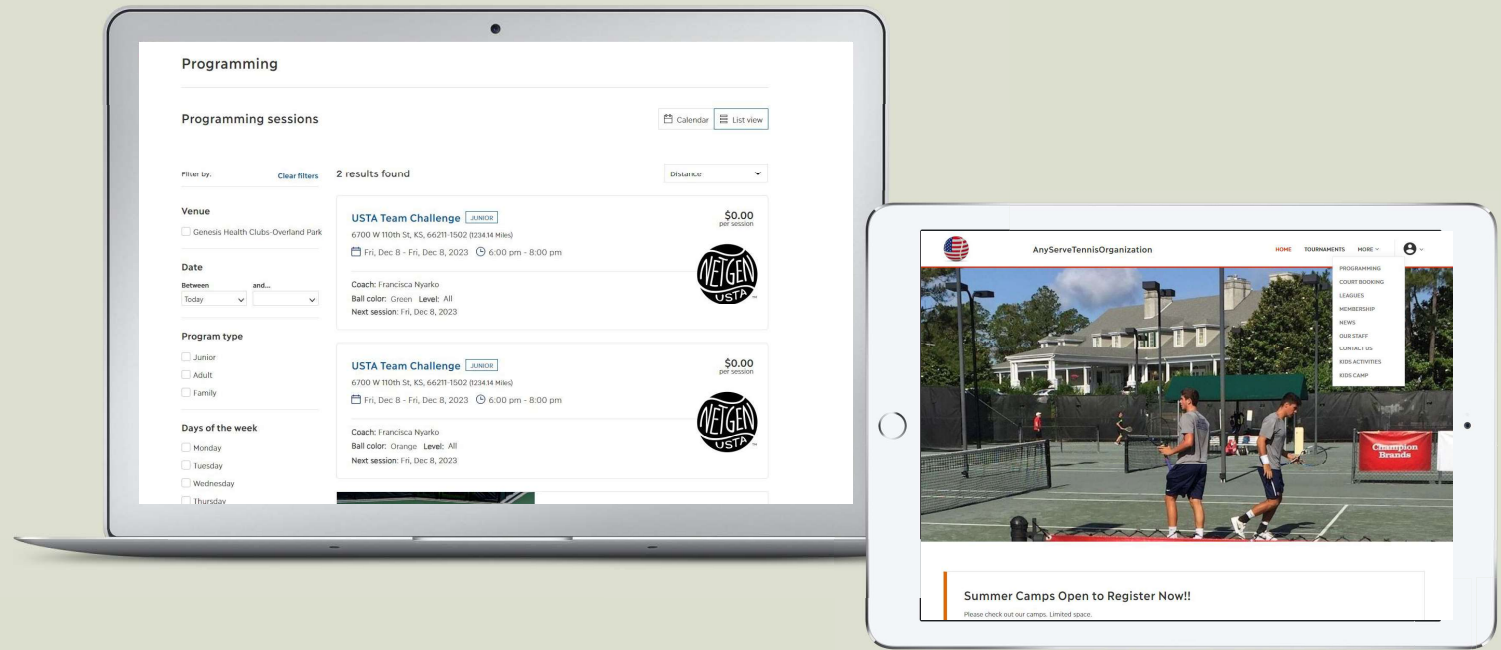 Programming
Programming sessions
Calendar
List view
Filter by:
Clear filters
2 results found
Distance
Venue
Genesis Health Clubs-Overland Park
Date
Between
and...
Today
Program type
Junior
Adult
Family
Days of the week
Monday
Tuesday
Wednesday
Thursday
USTA Team Challenge JUNIOR
$0.00
per session
6700 W 110th St, KS, 66211-1502 (1234.14 Miles)
Fri, Dec 8 - Fri, Dec 8, 2023 6:00 pm - 8:00 pm
NETGEN
USTA
Coach: Francisca Nyarko
Ball color: Green Level: All
Next session: Fri, Dec 8, 2023
USTA Team Challenge JUNIOR
$0.00
per session
6700 W 110th St, KS, 66211-1502 (1234.14 Miles)
Fri, Dec 8 - Fri, Dec 8, 2023 6:00 pm - 8:00 pm
NETGEN
USTA
Coach: Francisca Nyarko
Ball color: Orange Level: All
Next session: Fri, Dec 8, 2023
AnyServeTennisOrganization
HOME TOURNAMENTS MORE
PROGRAMMING
COURT BOOKING
LEAGUES
MEMBERSHIP
NEWS
OUR STAFF
CONTACT US
KIDS ACTIVITIES
KIDS CAMP
Champion
Brands
Summer Camps Open to Register Now!!
Please check out our camps. Limited space.